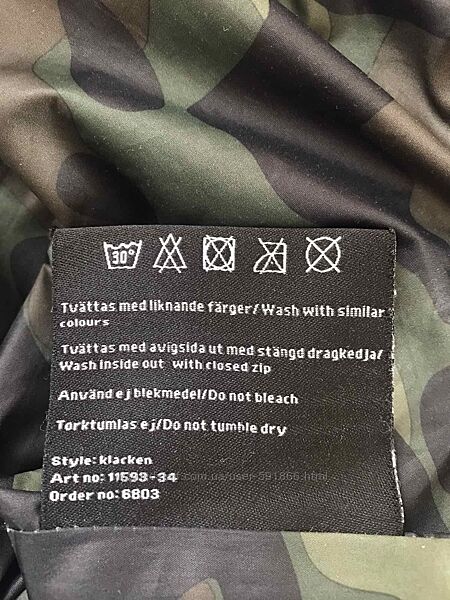 30°
Tvättas med liknande färger/Wash with similar
colours
Tvättas med avigsida ut med stängd dragkedja/
Wash inside out with closed zip
Använd ej blekmedel/Do not bleach
Torktumlas ej/Do not tumble dry
Style: klacken
Art no: 11593-34
Order no: 6803